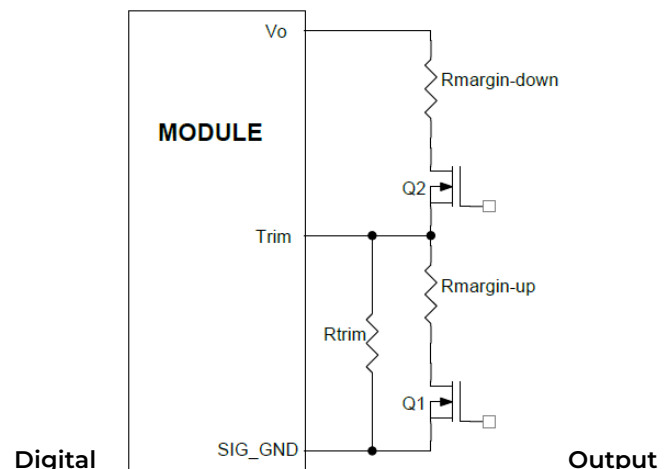 Vo
Rmargin-down
MODULE
Q2
Trim
Rmargin-up
Rtrim
Q1
SIG_GND
Digital Output